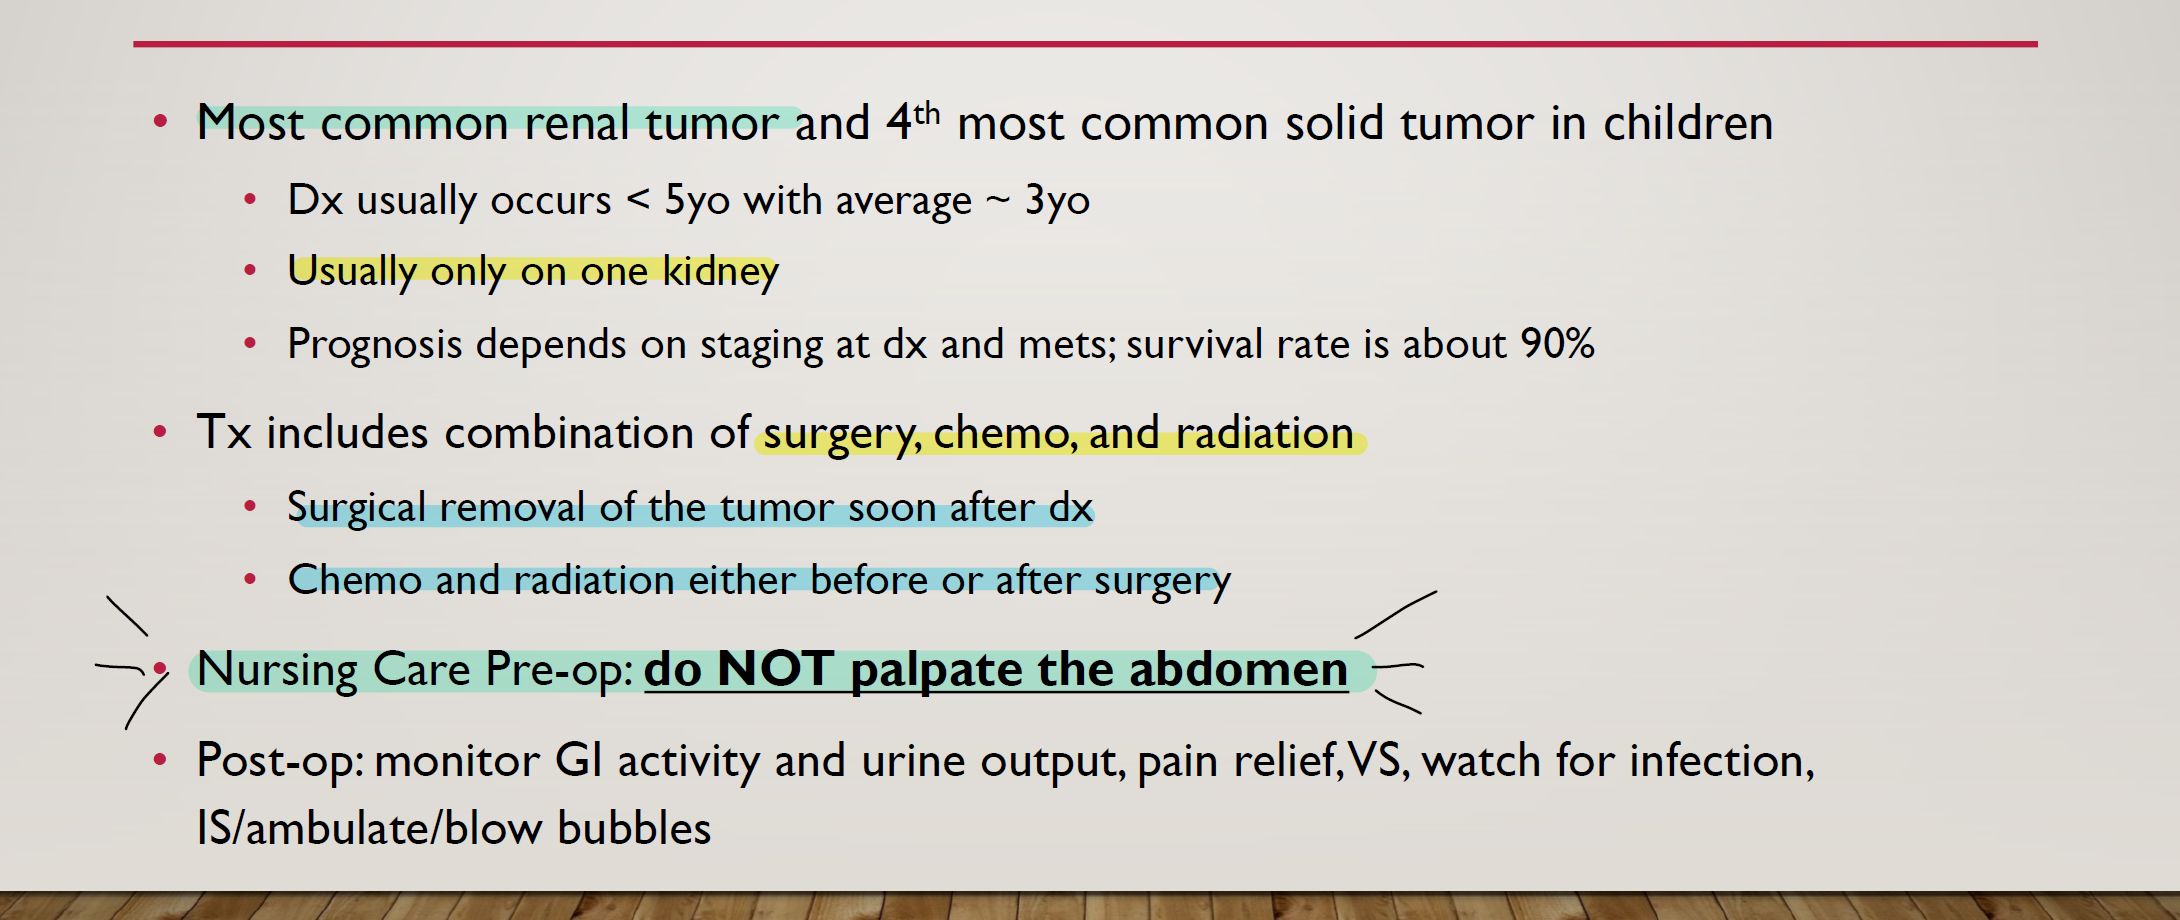 • Most common renal tumor and 4th most common solid tumor in children
• Dx usually occurs < 5yo with average ~ 3yo
• Usually only on one kidney
• Prognosis depends on staging at dx and mets; survival rate is about 90%
• Tx includes combination of surgery, chemo, and radiation
• Surgical removal of the tumor soon after dx
• Chemo and radiation either before or after surgery
• Nursing Care Pre-op: do NOT palpate the abdomen
• Post-op: monitor GI activity and urine output, pain relief, VS, watch for infection,
IS/ambulate/blow bubbles